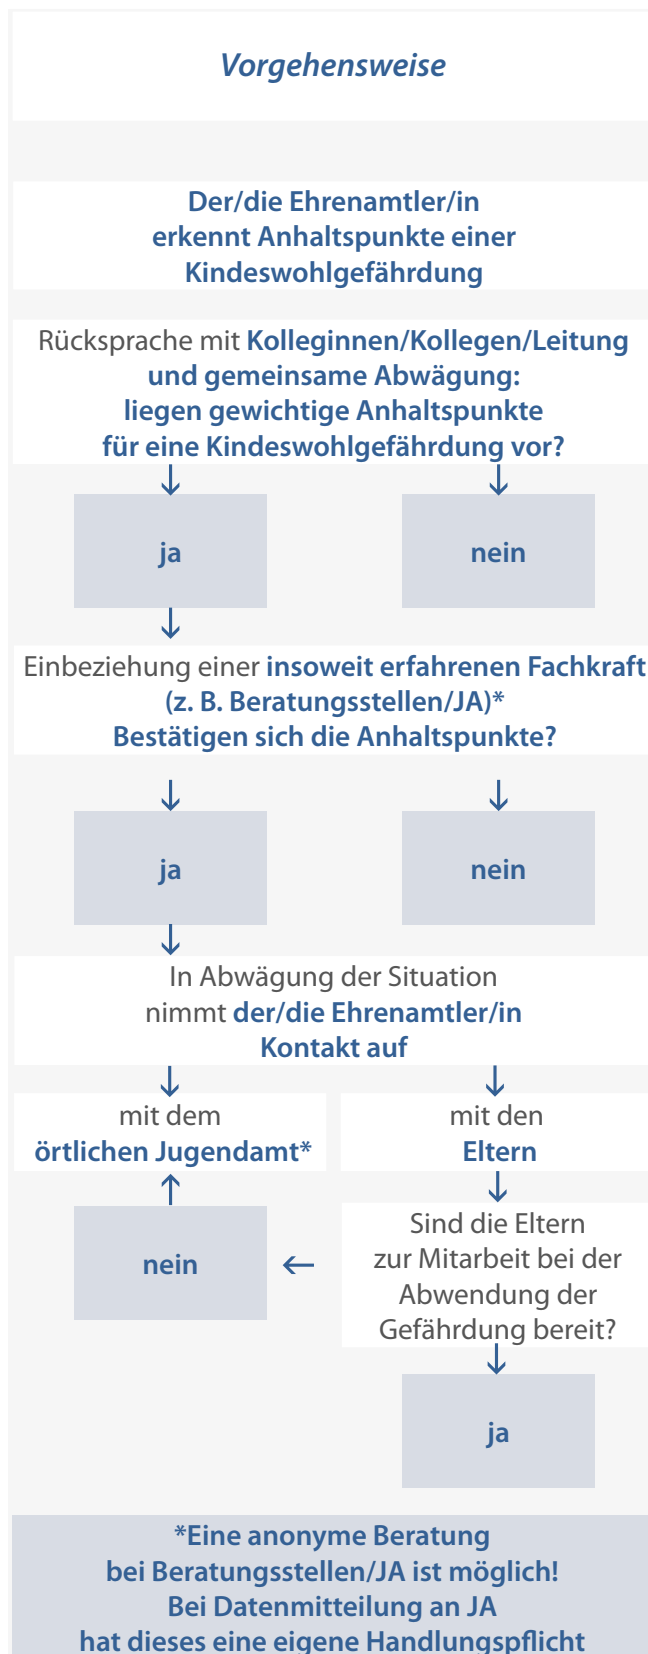 Vorgehensweise
Der/die Ehrenamtler/in
erkennt Anhaltspunkte einer
Kindeswohlgefährdung
Rücksprache mit Kolleginnen/Kollegen/Leitung
und gemeinsame Abwägung:
liegen gewichtige Anhaltspunkte
für eine Kindeswohlgefährdung vor?
ja
nein
Einbeziehung einer insoweit erfahrenen Fachkraft
(z. B. Beratungsstellen/JA)*
Bestätigen sich die Anhaltspunkte?
ja
nein
In Abwägung der Situation
nimmt der/die Ehrenamtler/in
Kontakt auf
mit dem
örtlichen Jugendamt*
mit den
Eltern
Sind die Eltern
zur Mitarbeit bei der
Abwendung der
Gefährdung bereit?
nein
ja
*Eine anonyme Beratung
bei Beratungsstellen/JA ist möglich!
Bei Datenmitteilung an JA
hat dieses eine eigene Handlungspflicht